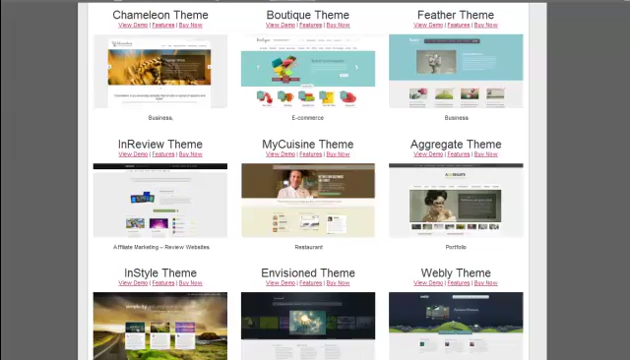 Chameleon Theme Boutique Theme Feather Theme
View Demo | Features | Buy Now View Demo | Features | Buy Now View Demo | Features | Buy Now
Business, E-commerce Business
InReview Theme MyCuisine Theme Aggregate Theme
View Demo | Features | Buy Now View Demo | Features | Buy Now View Demo | Features | Buy Now
Affiliate Marketing – Review Websites Restaurant Portfolio
InStyle Theme Envisioned Theme Webly Theme
View Demo | Features | Buy Now View Demo | Features | Buy Now View Demo | Features | Buy Now